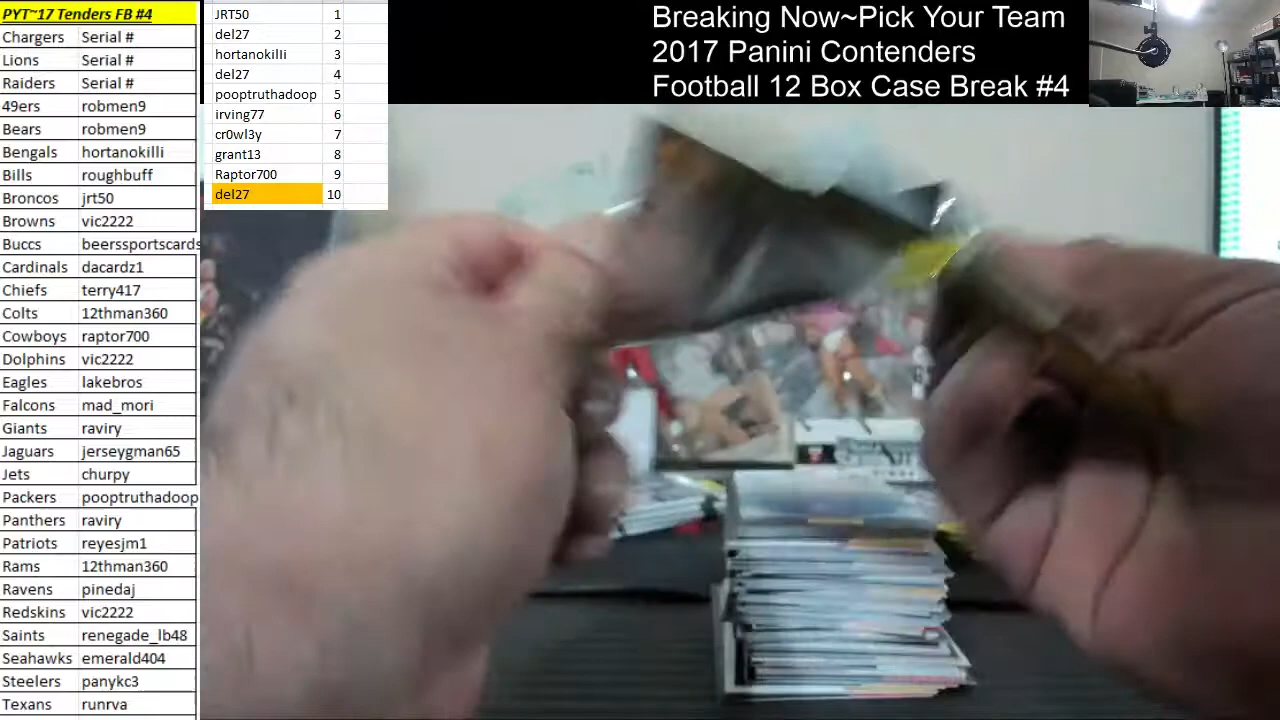 PYT~17 Tenders FB #4
Chargers Serial #
Lions Serial #
Raiders Serial #
49ers robmen9
Bears robmen9
Bengals hortanokilli
Bills roughbuff
Broncos jrt50
Browns vic2222
Buccs beerssportscards
Cardinals dacardz1
Chiefs terry417
Colts 12thman360
Cowboys raptor700
Dolphins vic2222
Eagles lakebros
Falcons mad_mori
Giants raviry
Jaguars jerseygman65
Jets churpy
Packers pooptruthadoop
Panthers raviry
Patriots reyesjm1
Rams 12thman360
Ravens pinedaj
Redskins vic2222
Saints renegade_lb48
Seahawks emerald404
Steelers panykc3
Texans runrva
JRT50 1
del27 2
hortanokilli 3
del27 4
pooptruthadoop 5
irving77 6
cr0wl3y 7
grant13 8
Raptor700 9
del27 10
Breaking Now~Pick Your Team
2017 Panini Contenders
Football 12 Box Case Break #4